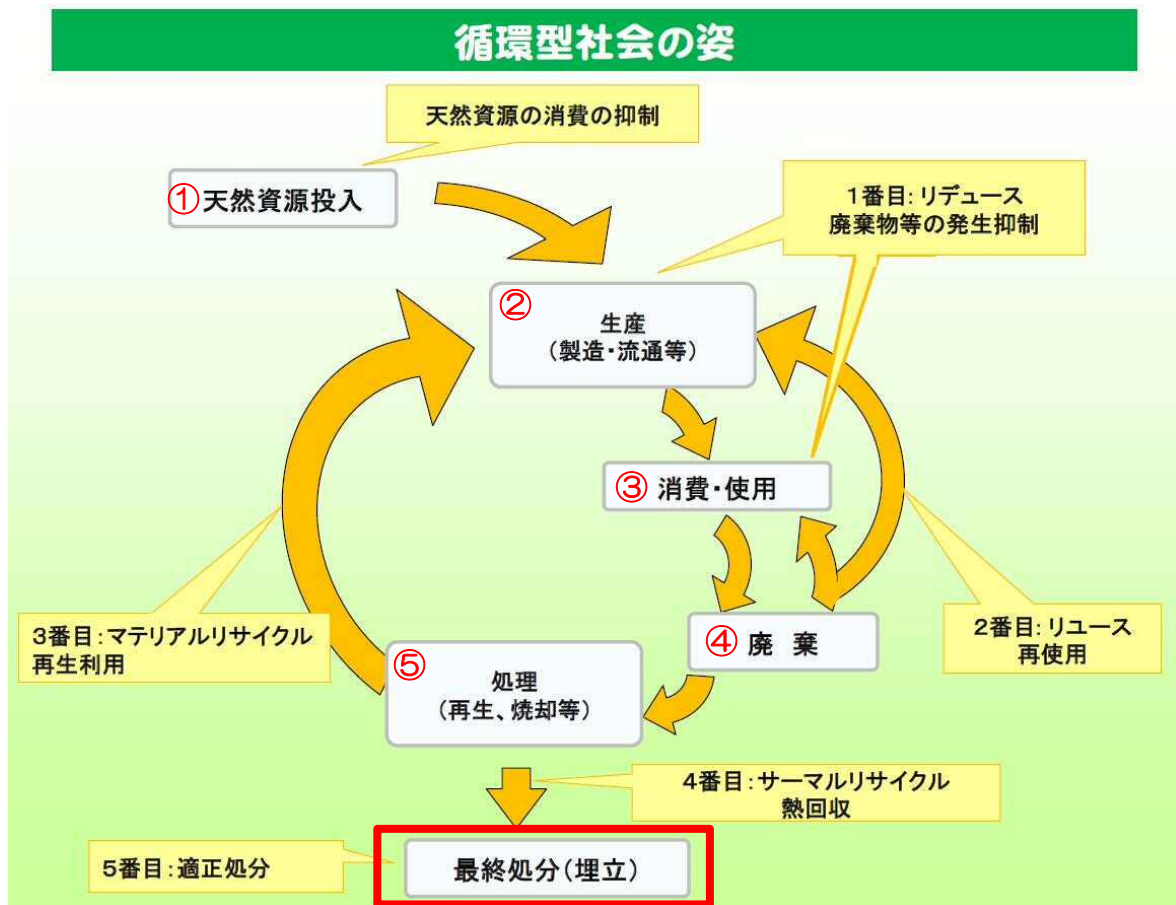 循環型社会の姿
天然資源の消費の抑制
①天然資源投入
1番目:リデュース
廃棄物等の発生抑制
②
生産
(製造・流通等)
③ 消費・使用
3番目:マテリアルリサイクル
再生利用
④ 廃 棄
2番目:リユース
再使用
⑤
処理
(再生、焼却等)
4番目:サーマルリサイクル
熱回収
5番目:適正処分
最終処分(埋立)